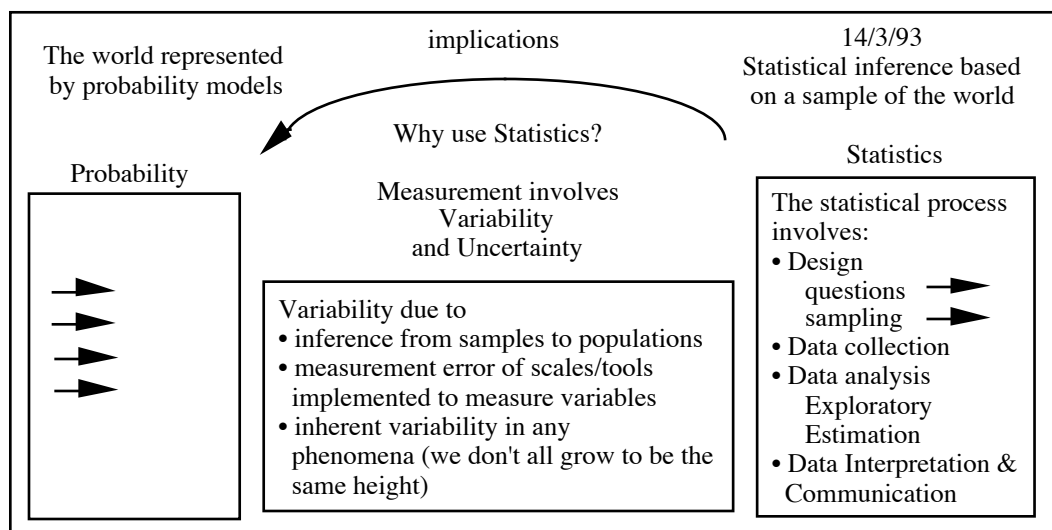 The world represented
by probability models
implications
14/3/93
Statistical inference based
on a sample of the world
Why use Statistics?
Probability
Measurement involves
Variability
and Uncertainty
Variability due to
• inference from samples to populations
• measurement error of scales/tools
implemented to measure variables
• inherent variability in any
phenomena (we don't all grow to be the
same height)
Statistics
The statistical process
involves:
• Design
questions
sampling
• Data collection
• Data analysis
Exploratory
Estimation
• Data Interpretation &
Communication